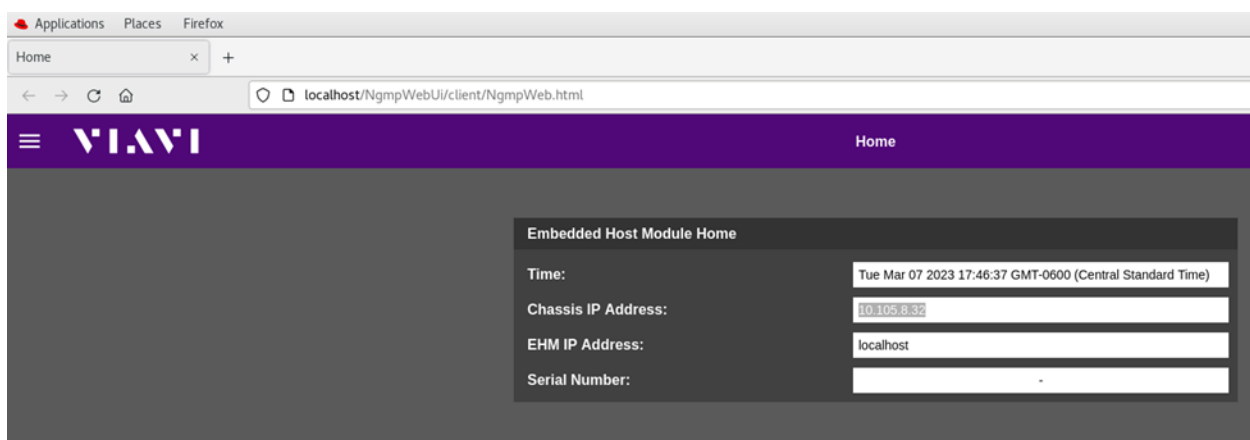 Applications Places Firefox
Home × +
localhost/NgmpWebUi/client/NgmpWeb.html
VIAVI Home
Embedded Host Module Home
Time: Tue Mar 07 2023 17:46:37 GMT-0600 (Central Standard Time)
Chassis IP Address: 10.105.8.32
EHM IP Address: localhost
Serial Number: -